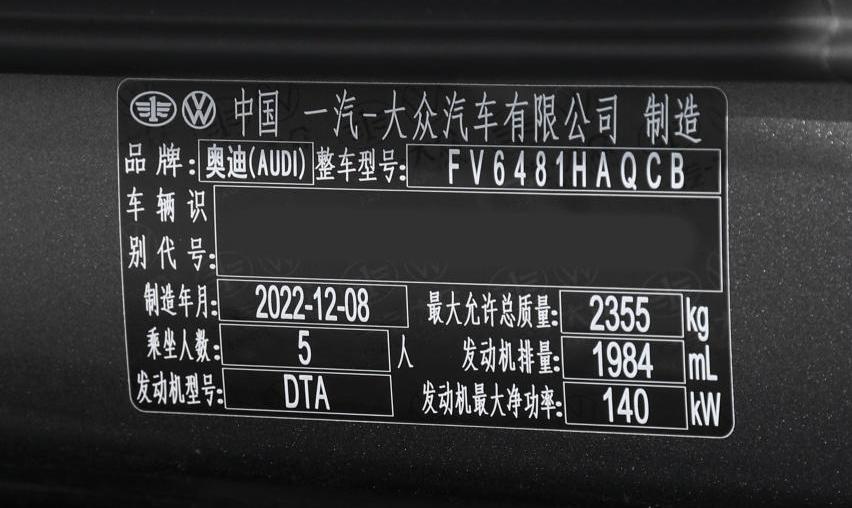 中国 一汽-大众汽车有限公司 制造
品牌: 奥迪(AUDI) 整车型号: FV6481HAQCB
车辆识
别代号:
制造年月: 2022-12-08 最大允许总质量: 2355 kg
乘坐人数: 5 人 发动机排量: 1984 mL
发动机型号: DTA 发动机最大净功率: 140 kW